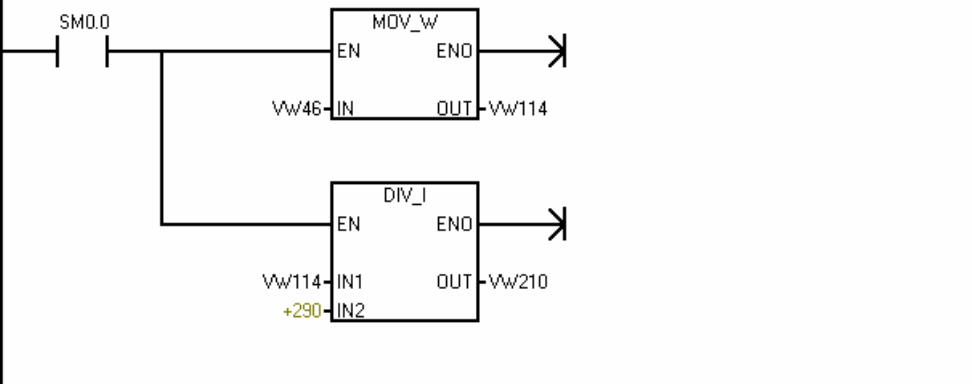 SM0.0
MOV_W
EN ENO
VW46 IN OUT VW114
DIV_I
EN ENO
VW114 IN1 OUT VW210
+290 IN2